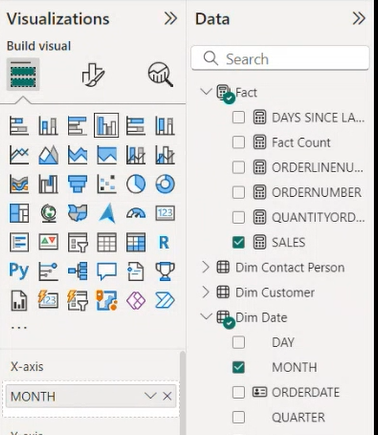 Visualizations
Build visual
123
R
Py
123
...
X-axis
MONTH
Data
Search
Fact
DAYS SINCE LA...
Fact Count
ORDERLINENU...
ORDERNUMBER
QUANTITYORD...
SALES
Dim Contact Person
Dim Customer
Dim Date
DAY
MONTH
ORDERDATE
QUARTER